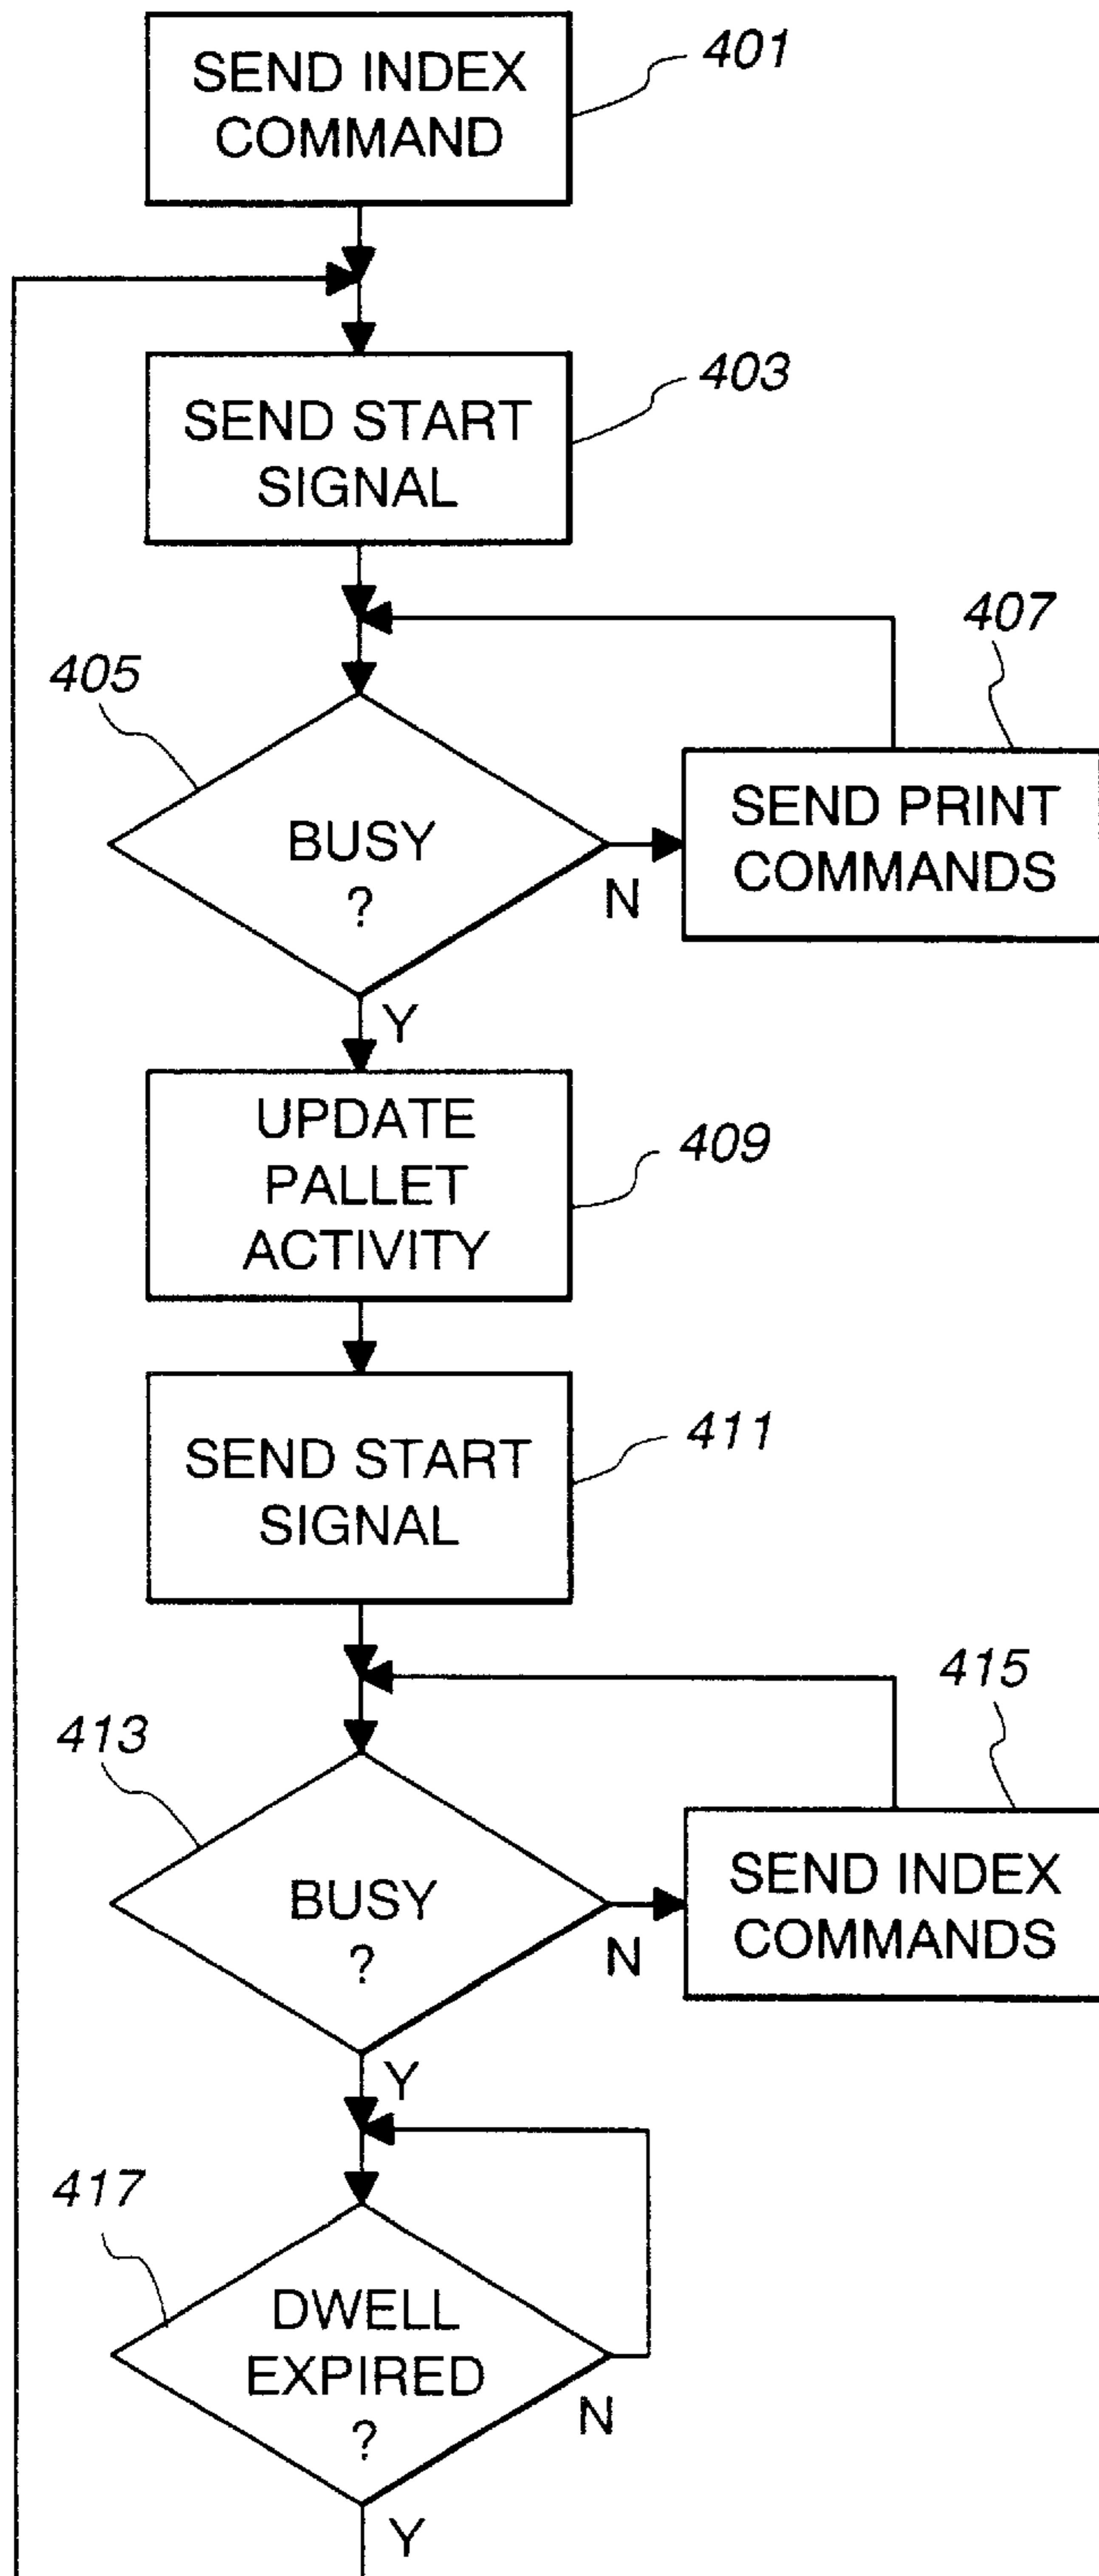 SEND INDEX
COMMAND
401
SEND START
SIGNAL
403
405
BUSY
?
N
Y
407
SEND PRINT
COMMANDS
UPDATE
PALLET
ACTIVITY
409
SEND START
SIGNAL
411
413
BUSY
?
N
Y
415
SEND INDEX
COMMANDS
417
DWELL
EXPIRED
?
N
Y